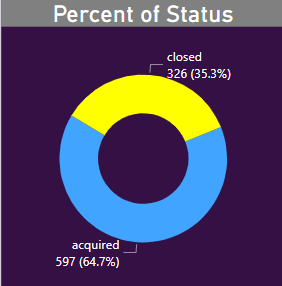 Percent of Status
closed
326 (35.3%)
acquired
597 (64.7%)